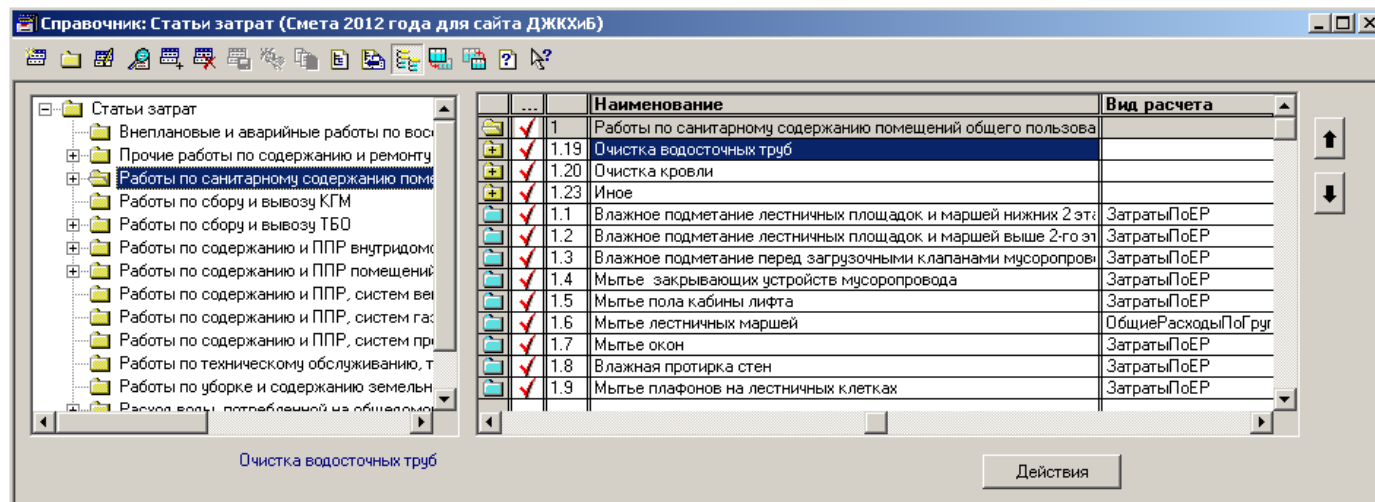 Справочник: Статьи затрат (Смета 2012 года для сайта ДЖКХиБ)
Статьи затрат
Внеплановые и аварийные работы по вос
Прочие работы по содержанию и ремонту
Работы по санитарному содержанию поме
Работы по сбору и вывозу КГМ
Работы по сбору и вывозу ТБО
Работы по содержанию и ППР внутридомо
Работы по содержанию и ППР помещений
Работы по содержанию и ППР, систем вен
Работы по содержанию и ППР, систем газ
Работы по содержанию и ППР, систем про
Работы по техническому обслуживанию, т
Работы по уборке и содержанию земельн
Расход воды, потребленной на общедомо
... Наименование Вид расчета
1 Работы по санитарному содержанию помещений общего пользова
1.19 Очистка водосточных труб
1.20 Очистка кровли
1.23 Иное
1.1 Влажное подметание лестничных площадок и маршей нижних 2 эта ЗатратыПоЕР
1.2 Влажное подметание лестничных площадок и маршей выше 2-го эт ЗатратыПоЕР
1.3 Влажное подметание перед загрузочными клапанами мусоропрово ЗатратыПоЕР
1.4 Мытье закрывающих устройств мусоропровода ЗатратыПоЕР
1.5 Мытье пола кабины лифта ЗатратыПоЕР
1.6 Мытье лестничных маршей ОбщиеРасходыПоГруп
1.7 Мытье окон ЗатратыПоЕР
1.8 Влажная протирка стен ЗатратыПоЕР
1.9 Мытье плафонов на лестничных клетках ЗатратыПоЕР
Очистка водосточных труб
Действия